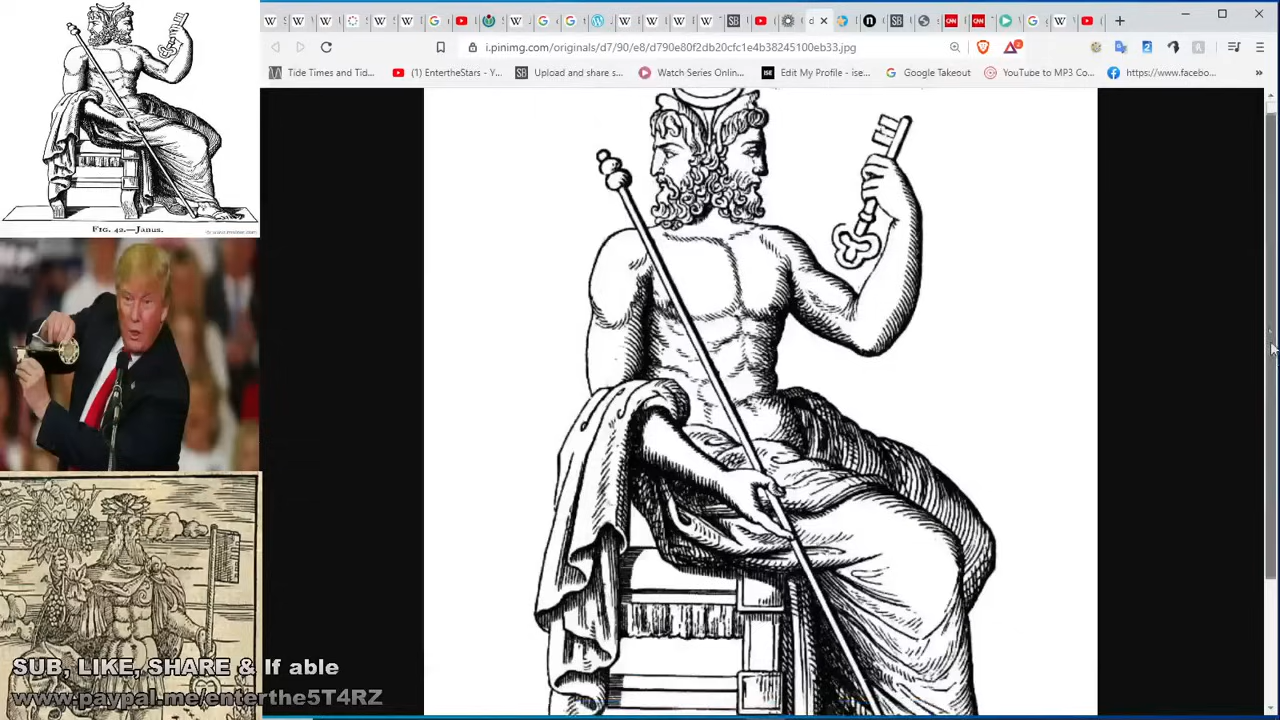 i.pinimg.com/originals/d7/90/e8/d790e80f2db20cfc1e4b38245100eb33.jpg
Tide Times and Tid...
(1) EntertheStars - Y...
Upload and share s...
Watch Series Onlin...
Edit My Profile - ise...
Google Takeout
YouTube to MP3 Co...
https://www.facebo...
»
FIG. 42.—Janus.
SUB, LIKE, SHARE & If able
www.paypal.me/enterthe5T4RZ